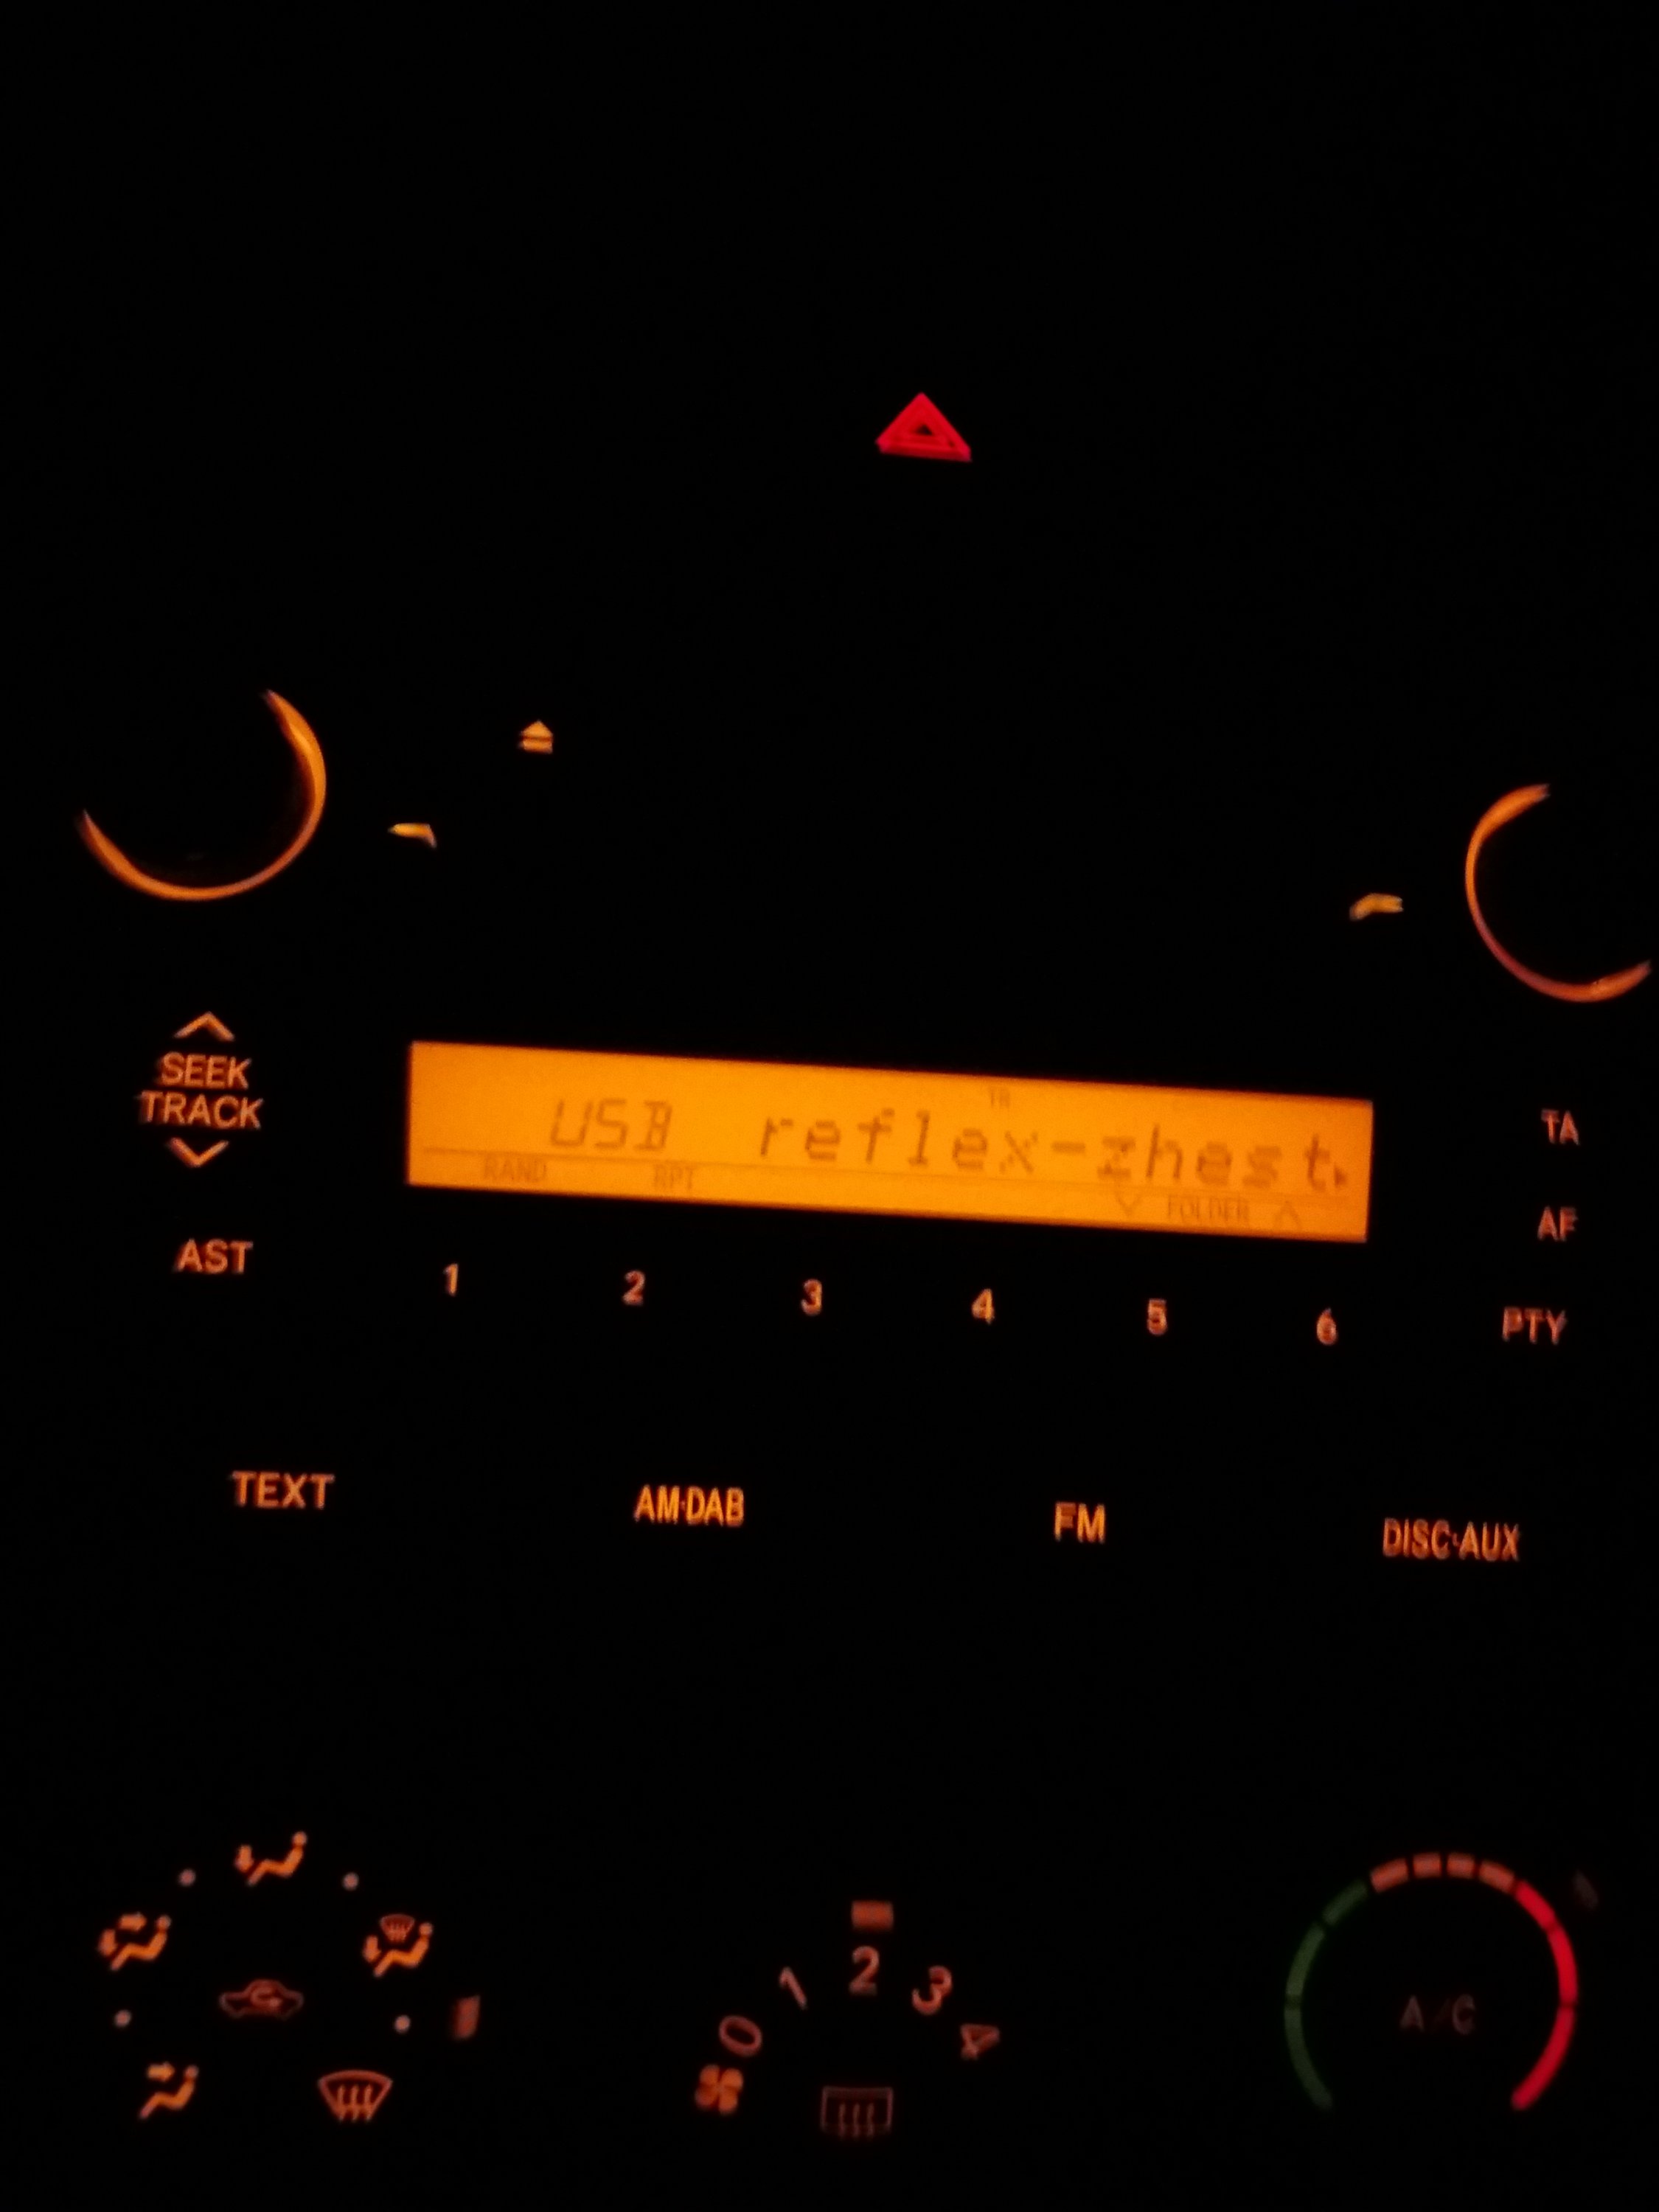 SEEK
TRACK
TR
USB reflex-zhest
RAND RPT FOLDER
TA
AF
AST
1 2 3 4 5 6
PTY
TEXT AM·DAB FM DISC·AUX
0 1 2 3 4
A/C